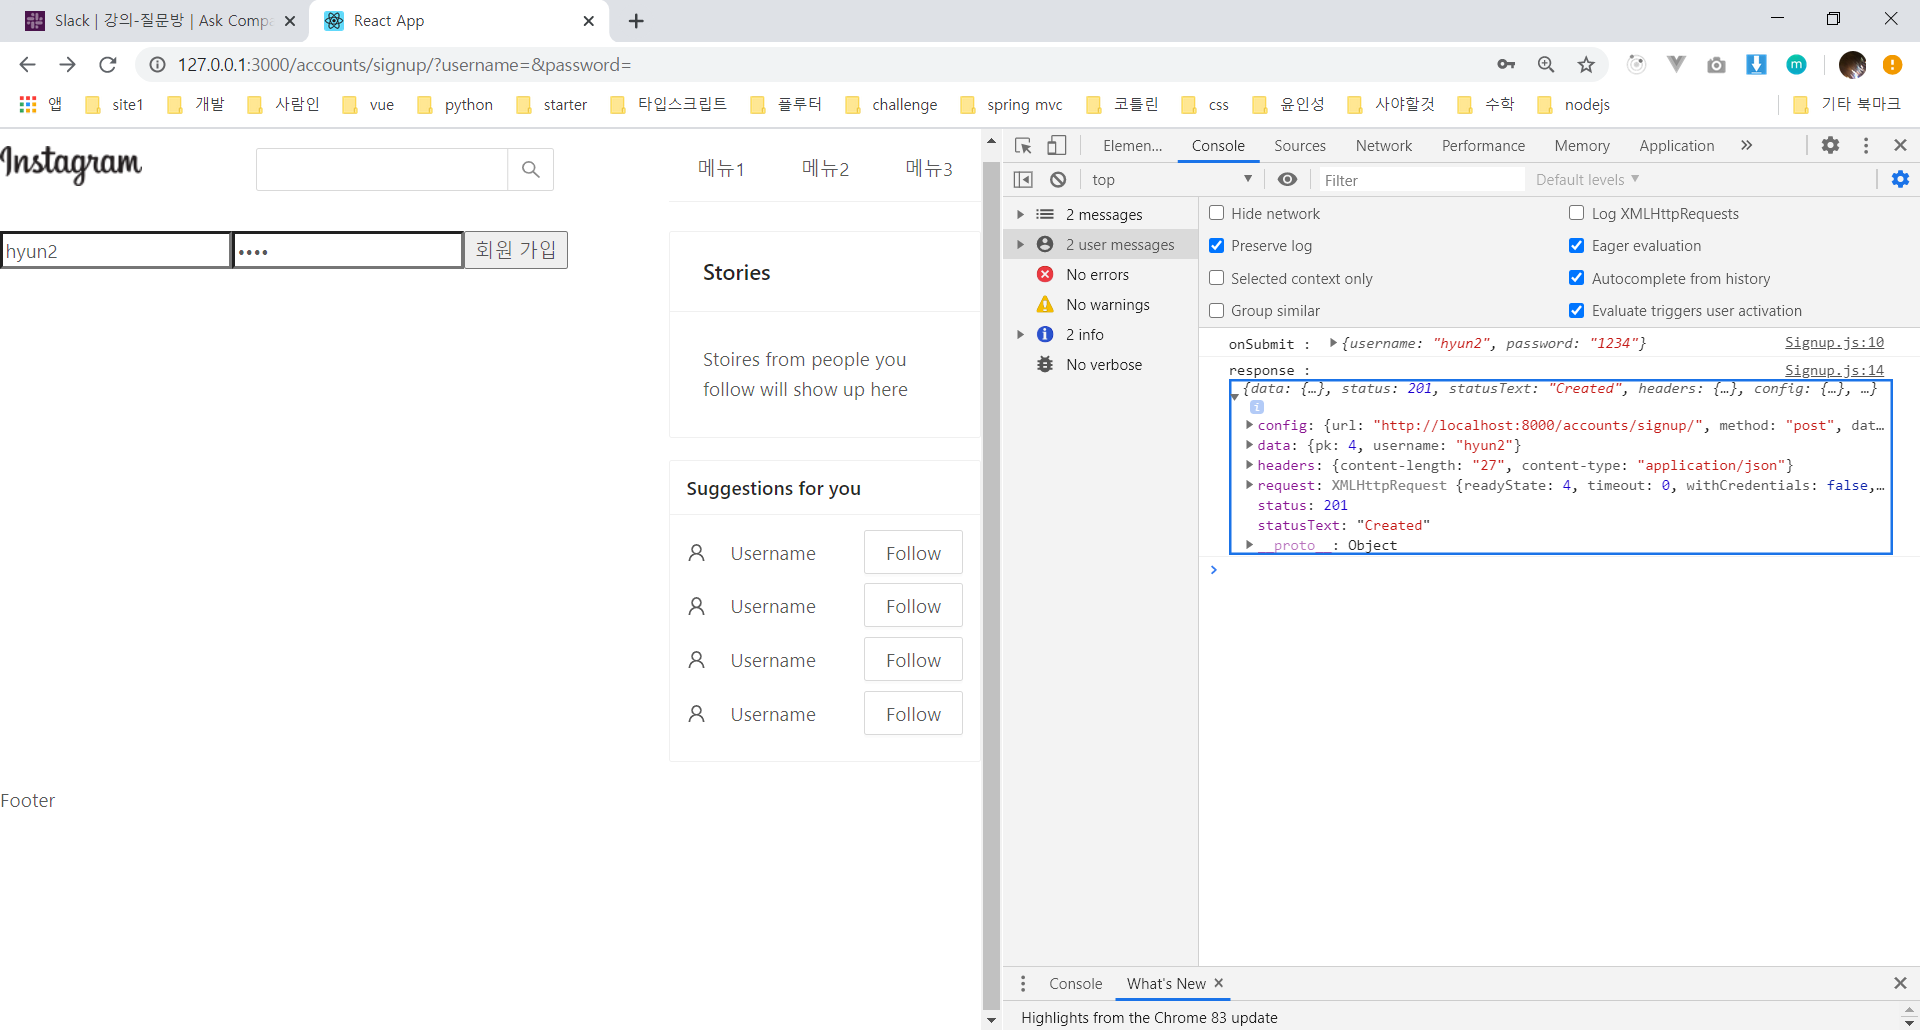 Slack | 강의-질문방 | Ask Compa
React App
127.0.0.1:3000/accounts/signup/?username=&password=
앱 site1 개발 사람인 vue python starter 타입스크립트 플루터 challenge spring mvc 코틀린 css 윤인성 사야할것 수학 nodejs 기타 북마크
Instagram
메뉴1 메뉴2 메뉴3
hyun2 •••• 회원 가입
Stories
Stoires from people you
follow will show up here
Suggestions for you
Username Follow
Username Follow
Username Follow
Username Follow
Footer
Elemen... Console Sources Network Performance Memory Application »
top Filter Default levels
2 messages
2 user messages
No errors
No warnings
2 info
No verbose
Hide network Log XMLHttpRequests
Preserve log Eager evaluation
Selected context only Autocomplete from history
Group similar Evaluate triggers user activation
onSubmit : {username: "hyun2", password: "1234"} Signup.js:10
response : Signup.js:14
{data: {…}, status: 201, statusText: "Created", headers: {…}, config: {…}, …}
i
config: {url: "http://localhost:8000/accounts/signup/", method: "post", dat…
data: {pk: 4, username: "hyun2"}
headers: {content-length: "27", content-type: "application/json"}
request: XMLHttpRequest {readyState: 4, timeout: 0, withCredentials: false,…
status: 201
statusText: "Created"
__proto__: Object
Console What's New
Highlights from the Chrome 83 update